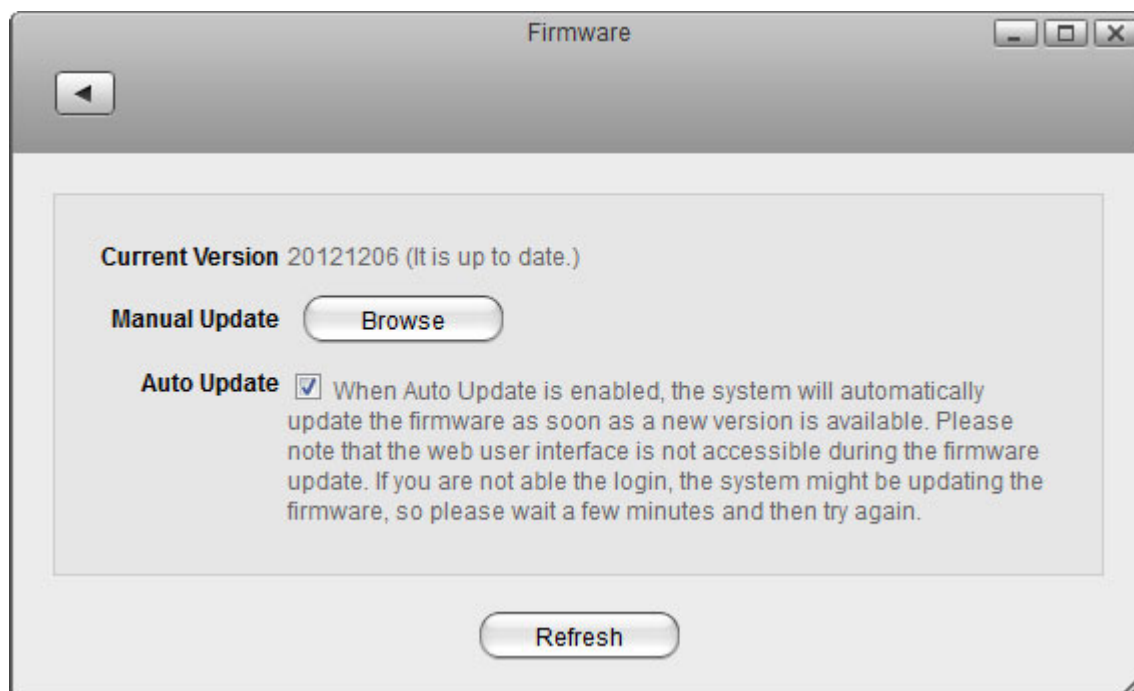 Firmware
Current Version 20121206 (It is up to date.)
Manual Update Browse
Auto Update When Auto Update is enabled, the system will automatically
update the firmware as soon as a new version is available. Please
note that the web user interface is not accessible during the firmware
update. If you are not able the login, the system might be updating the
firmware, so please wait a few minutes and then try again.
Refresh